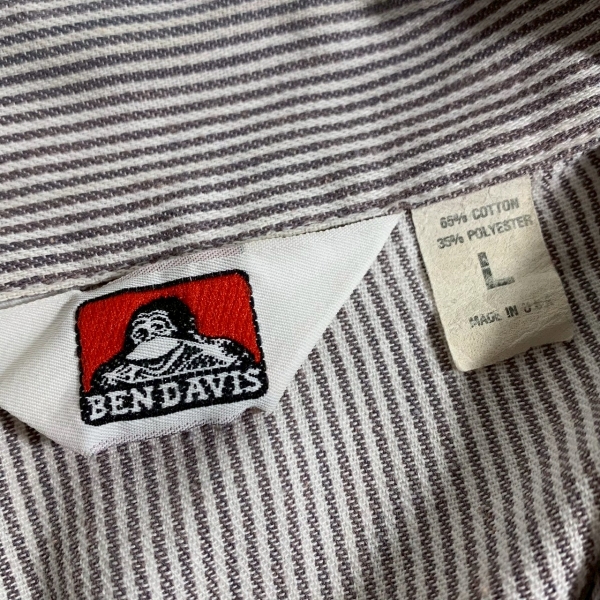 BEN DAVIS
65% COTTON
35% POLYESTER
L
MADE IN U.S.A.